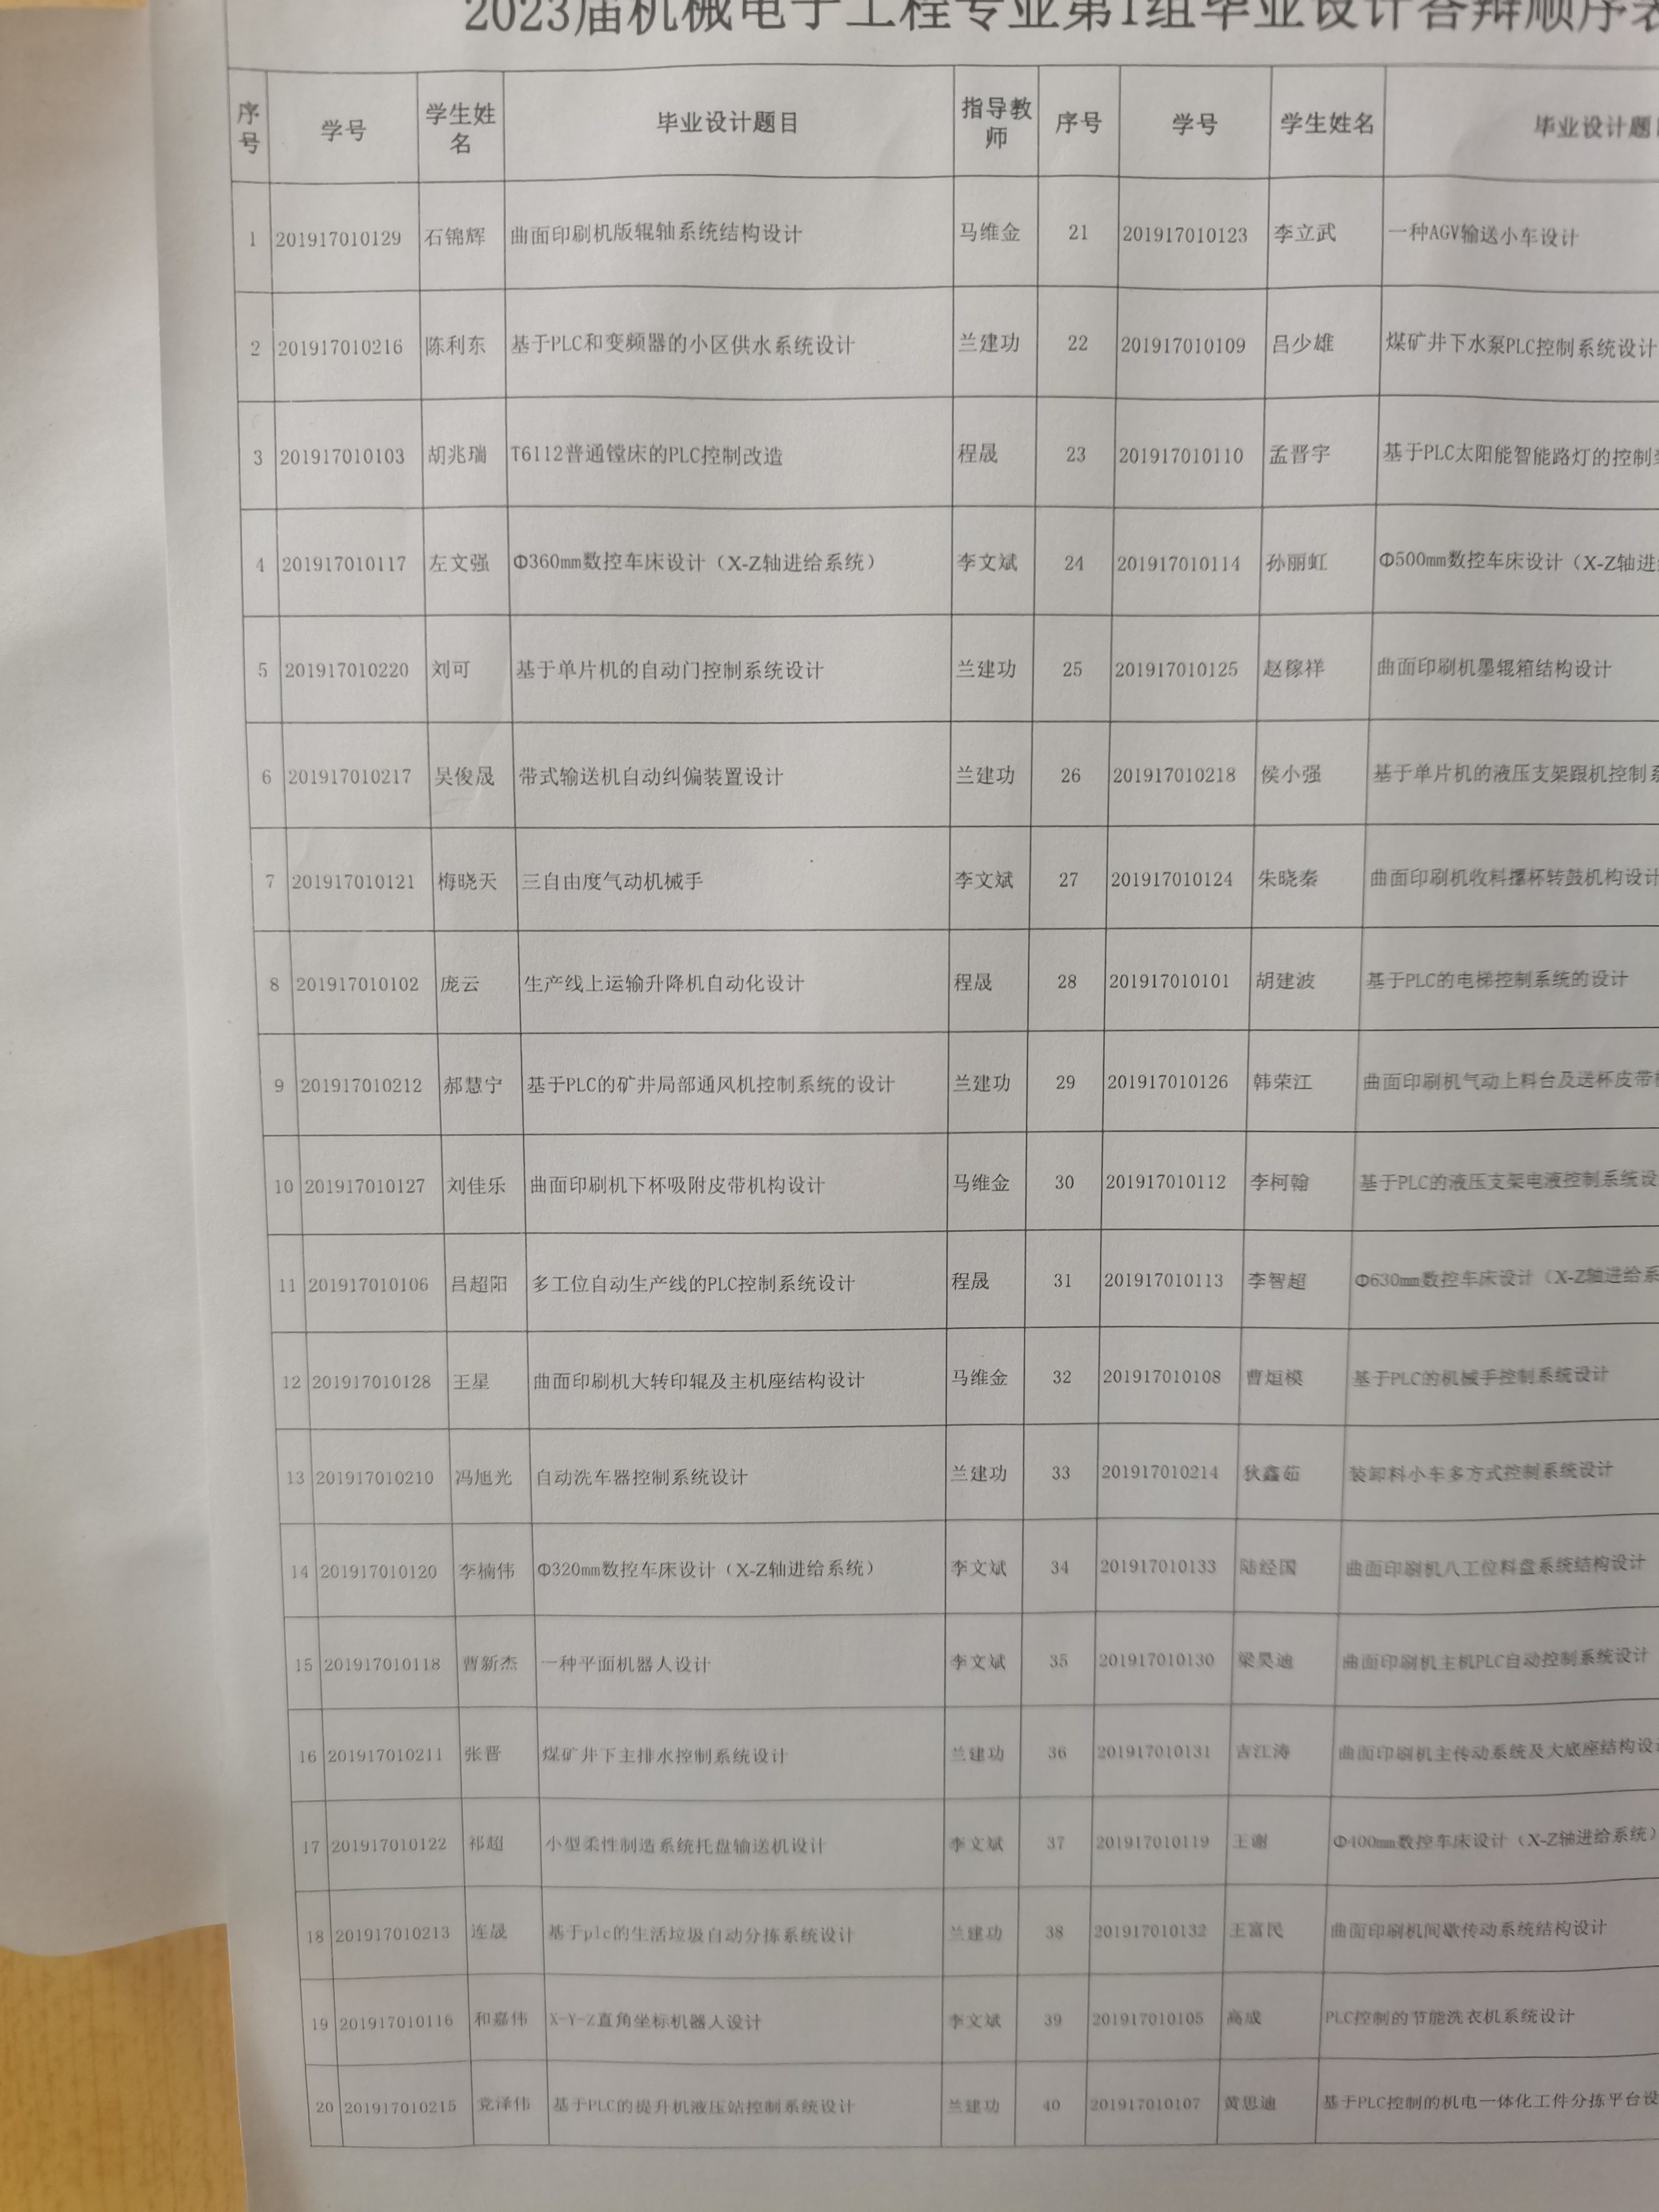 2023届机械电子工程专业第1组毕业设计答辩顺序表
序号 学号 学生姓名 毕业设计题目 指导教师 序号 学号 学生姓名 毕业设计题
1 201917010129 石锦辉 曲面印刷机版辊轴系统结构设计 马维金 21 201917010123 李立武 一种AGV输送小车设计
2 201917010216 陈利东 基于PLC和变频器的小区供水系统设计 兰建功 22 201917010109 吕少雄 煤矿井下水泵PLC控制系统设计
3 201917010103 胡兆瑞 T6112普通镗床的PLC控制改造 程晟 23 201917010110 孟晋宇 基于PLC太阳能智能路灯的控制
4 201917010117 左文强 Φ360mm数控车床设计（X-Z轴进给系统） 李文斌 24 201917010114 孙丽虹 Φ500mm数控车床设计（X-Z轴进
5 201917010220 刘可 基于单片机的自动门控制系统设计 兰建功 25 201917010125 赵稼祥 曲面印刷机墨辊箱结构设计
6 201917010217 吴俊晟 带式输送机自动纠偏装置设计 兰建功 26 201917010218 侯小强 基于单片机的液压支架跟机控制系
7 201917010121 梅晓天 三自由度气动机械手 李文斌 27 201917010124 朱晓秦 曲面印刷机收料摞杯转鼓机构设计
8 201917010102 庞云 生产线上运输升降机自动化设计 程晟 28 201917010101 胡建波 基于PLC的电梯控制系统的设计
9 201917010212 郝慧宁 基于PLC的矿井局部通风机控制系统的设计 兰建功 29 201917010126 韩荣江 曲面印刷机气动上料台及送杯皮带
10 201917010127 刘佳乐 曲面印刷机下杯吸附皮带机构设计 马维金 30 201917010112 李柯翰 基于PLC的液压支架电液控制系统设
11 201917010106 吕超阳 多工位自动生产线的PLC控制系统设计 程晟 31 201917010113 李智超 Φ630mm数控车床设计（X-Z轴进给系
12 201917010128 王星 曲面印刷机大转印辊及主机座结构设计 马维金 32 201917010108 曹烜模 基于PLC的机械手控制系统设计
13 201917010210 冯旭光 自动洗车器控制系统设计 兰建功 33 201917010214 狄鑫茹 装卸料小车多方式控制系统设计
14 201917010120 李楠伟 Φ320mm数控车床设计（X-Z轴进给系统） 李文斌 34 201917010133 陆经国 曲面印刷机八工位料盘系统结构设计
15 201917010118 曹新杰 一种平面机器人设计 李文斌 35 201917010130 梁昊迪 曲面印刷机主机PLC自动控制系统设计
16 201917010211 张晋 煤矿井下主排水控制系统设计 兰建功 36 201917010131 吉江涛 曲面印刷机主传动系统及大底座结构设
17 201917010122 祁超 小型柔性制造系统托盘输送机设计 李文斌 37 201917010119 王谢 Φ400mm数控车床设计（X-Z轴进给系统）
18 201917010213 连晟 基于plc的生活垃圾自动分拣系统设计 兰建功 38 201917010132 王富民 曲面印刷机间歇传动系统结构设计
19 201917010116 和嘉伟 X-Y-Z直角坐标机器人设计 李文斌 39 201917010105 高成 PLC控制的节能洗衣机系统设计
20 201917010215 党泽伟 基于PLC的提升机液压站控制系统设计 兰建功 40 201917010107 黄思迪 基于PLC控制的机电一体化工件分拣平台设